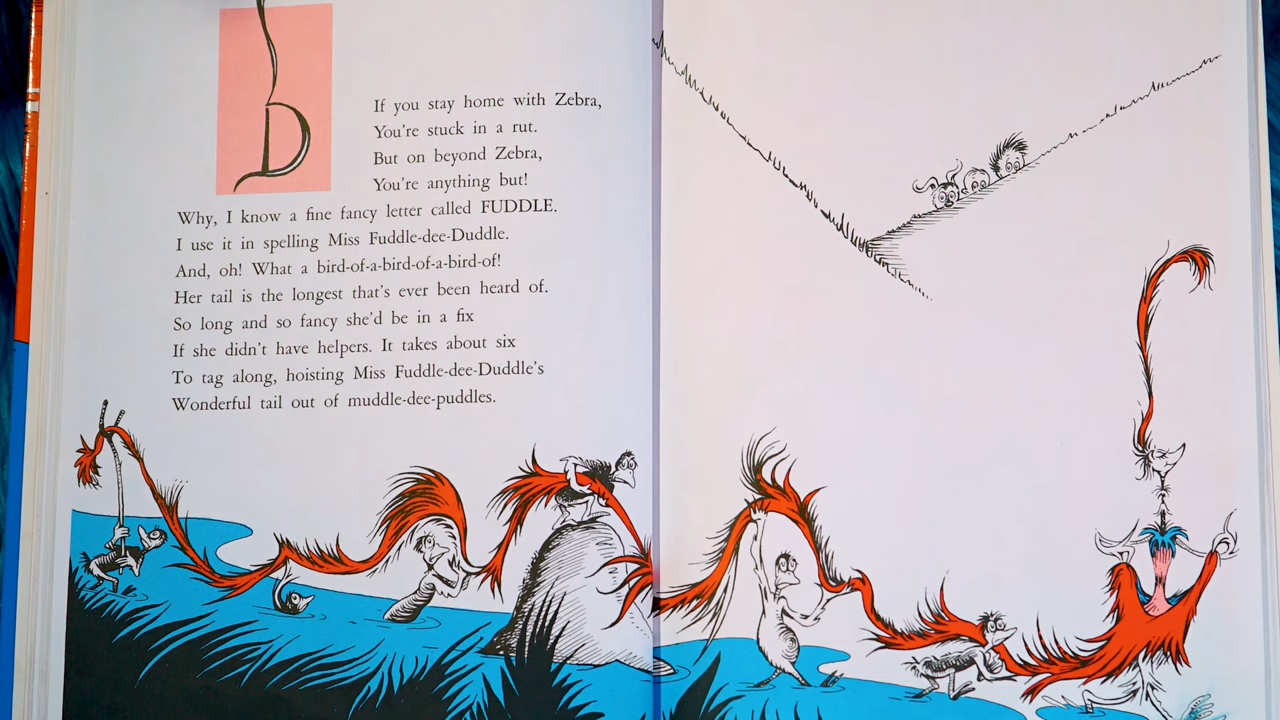 If you stay home with Zebra,
You're stuck in a rut.
But on beyond Zebra,
You're anything but!
Why, I know a fine fancy letter called FUDDLE.
I use it in spelling Miss Fuddle-dee-Duddle.
And, oh! What a bird-of-a-bird-of-a-bird-of!
Her tail is the longest that's ever been heard of.
So long and so fancy she'd be in a fix
If she didn't have helpers. It takes about six
To tag along, hoisting Miss Fuddle-dee-Duddle's
Wonderful tail out of muddle-dee-puddles.